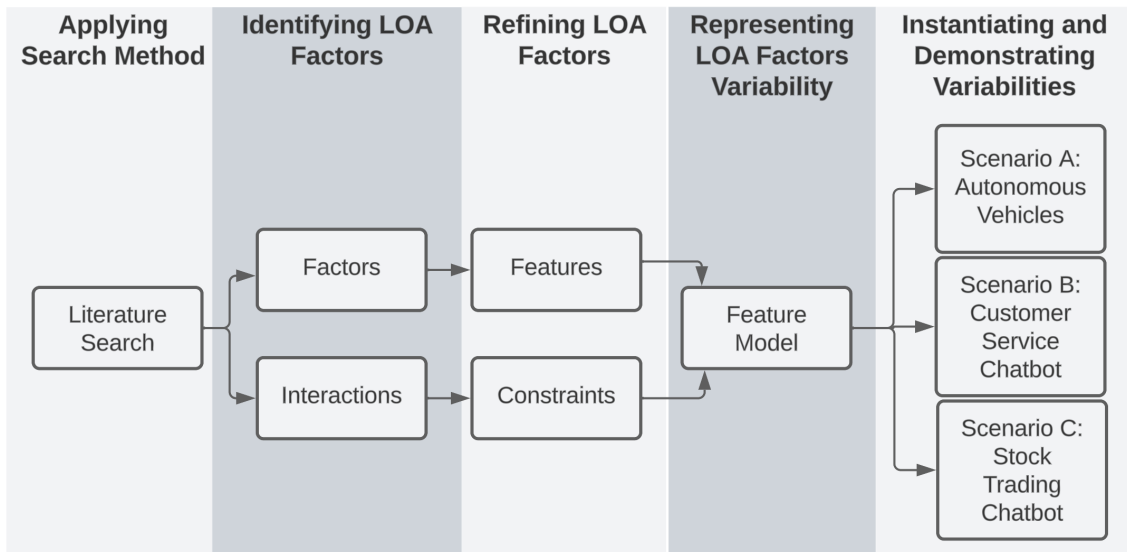 Applying
Search Method
Identifying LOA
Factors
Refining LOA
Factors
Representing
LOA Factors
Variability
Instantiating and
Demonstrating
Variabilities
Literature
Search
Factors
Interactions
Features
Constraints
Feature
Model
Scenario A:
Autonomous
Vehicles
Scenario B:
Customer
Service
Chatbot
Scenario C:
Stock
Trading
Chatbot